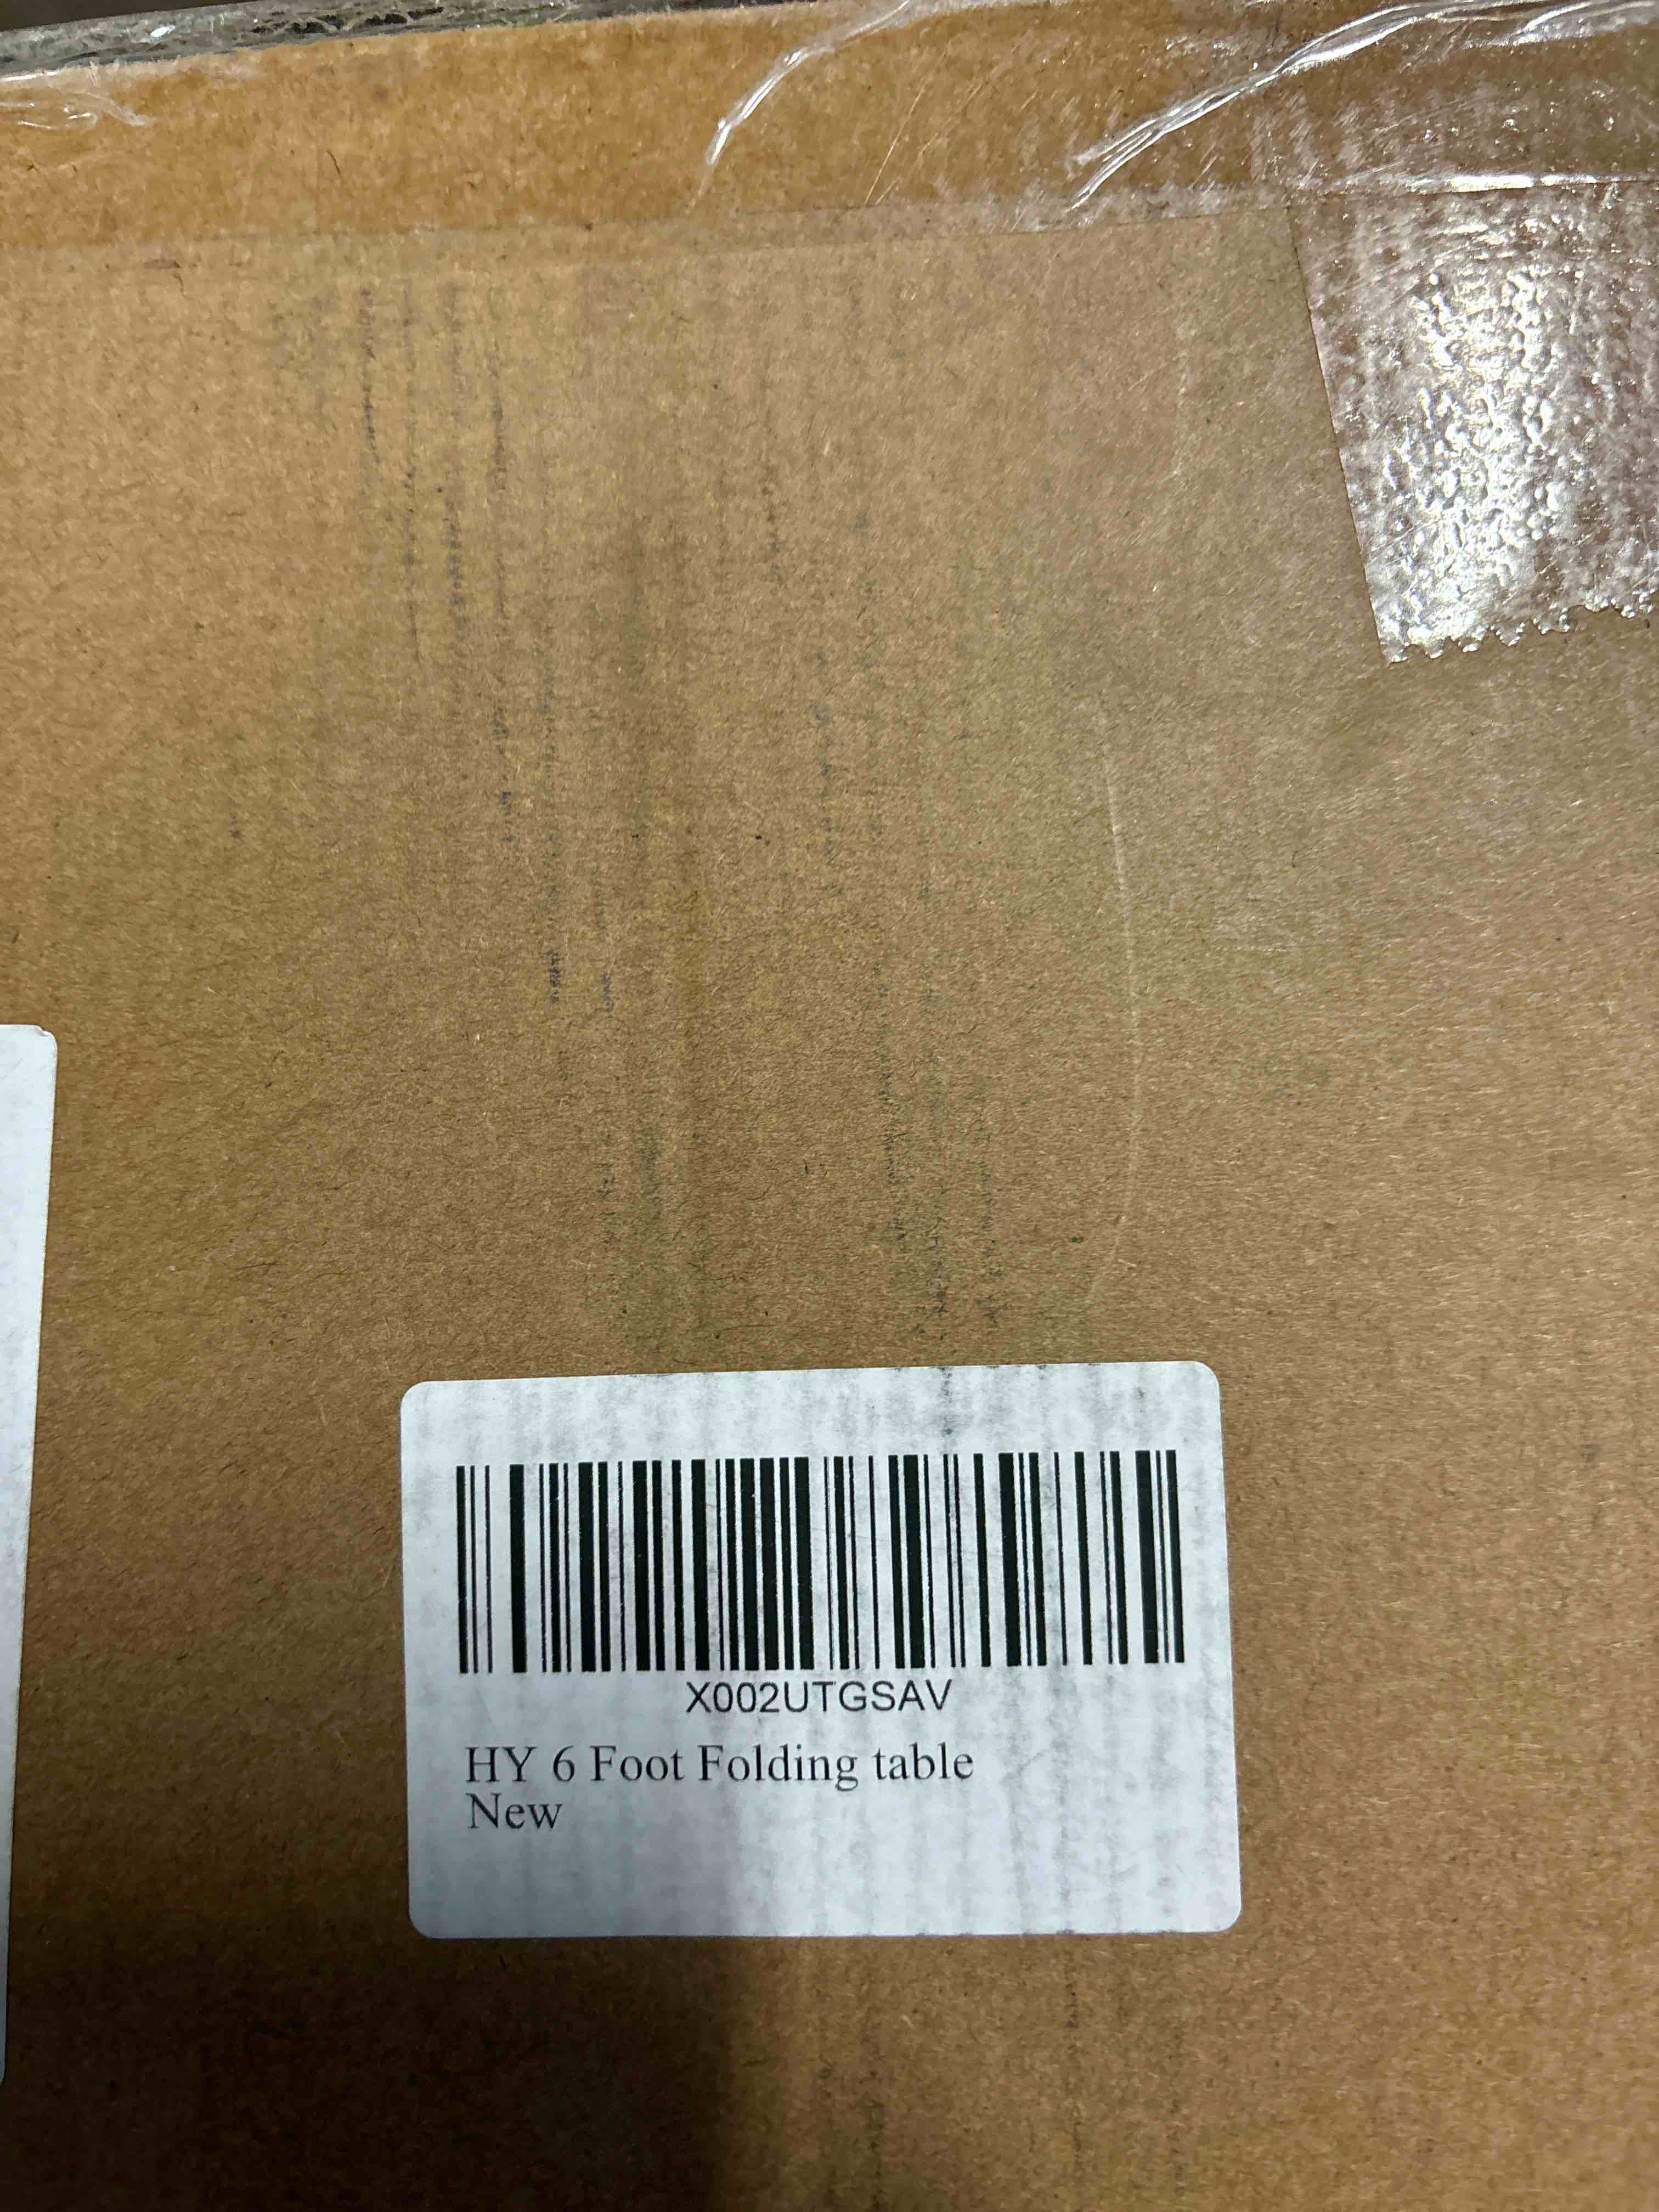 X002UTGSAV
HY 6 Foot Folding table
New